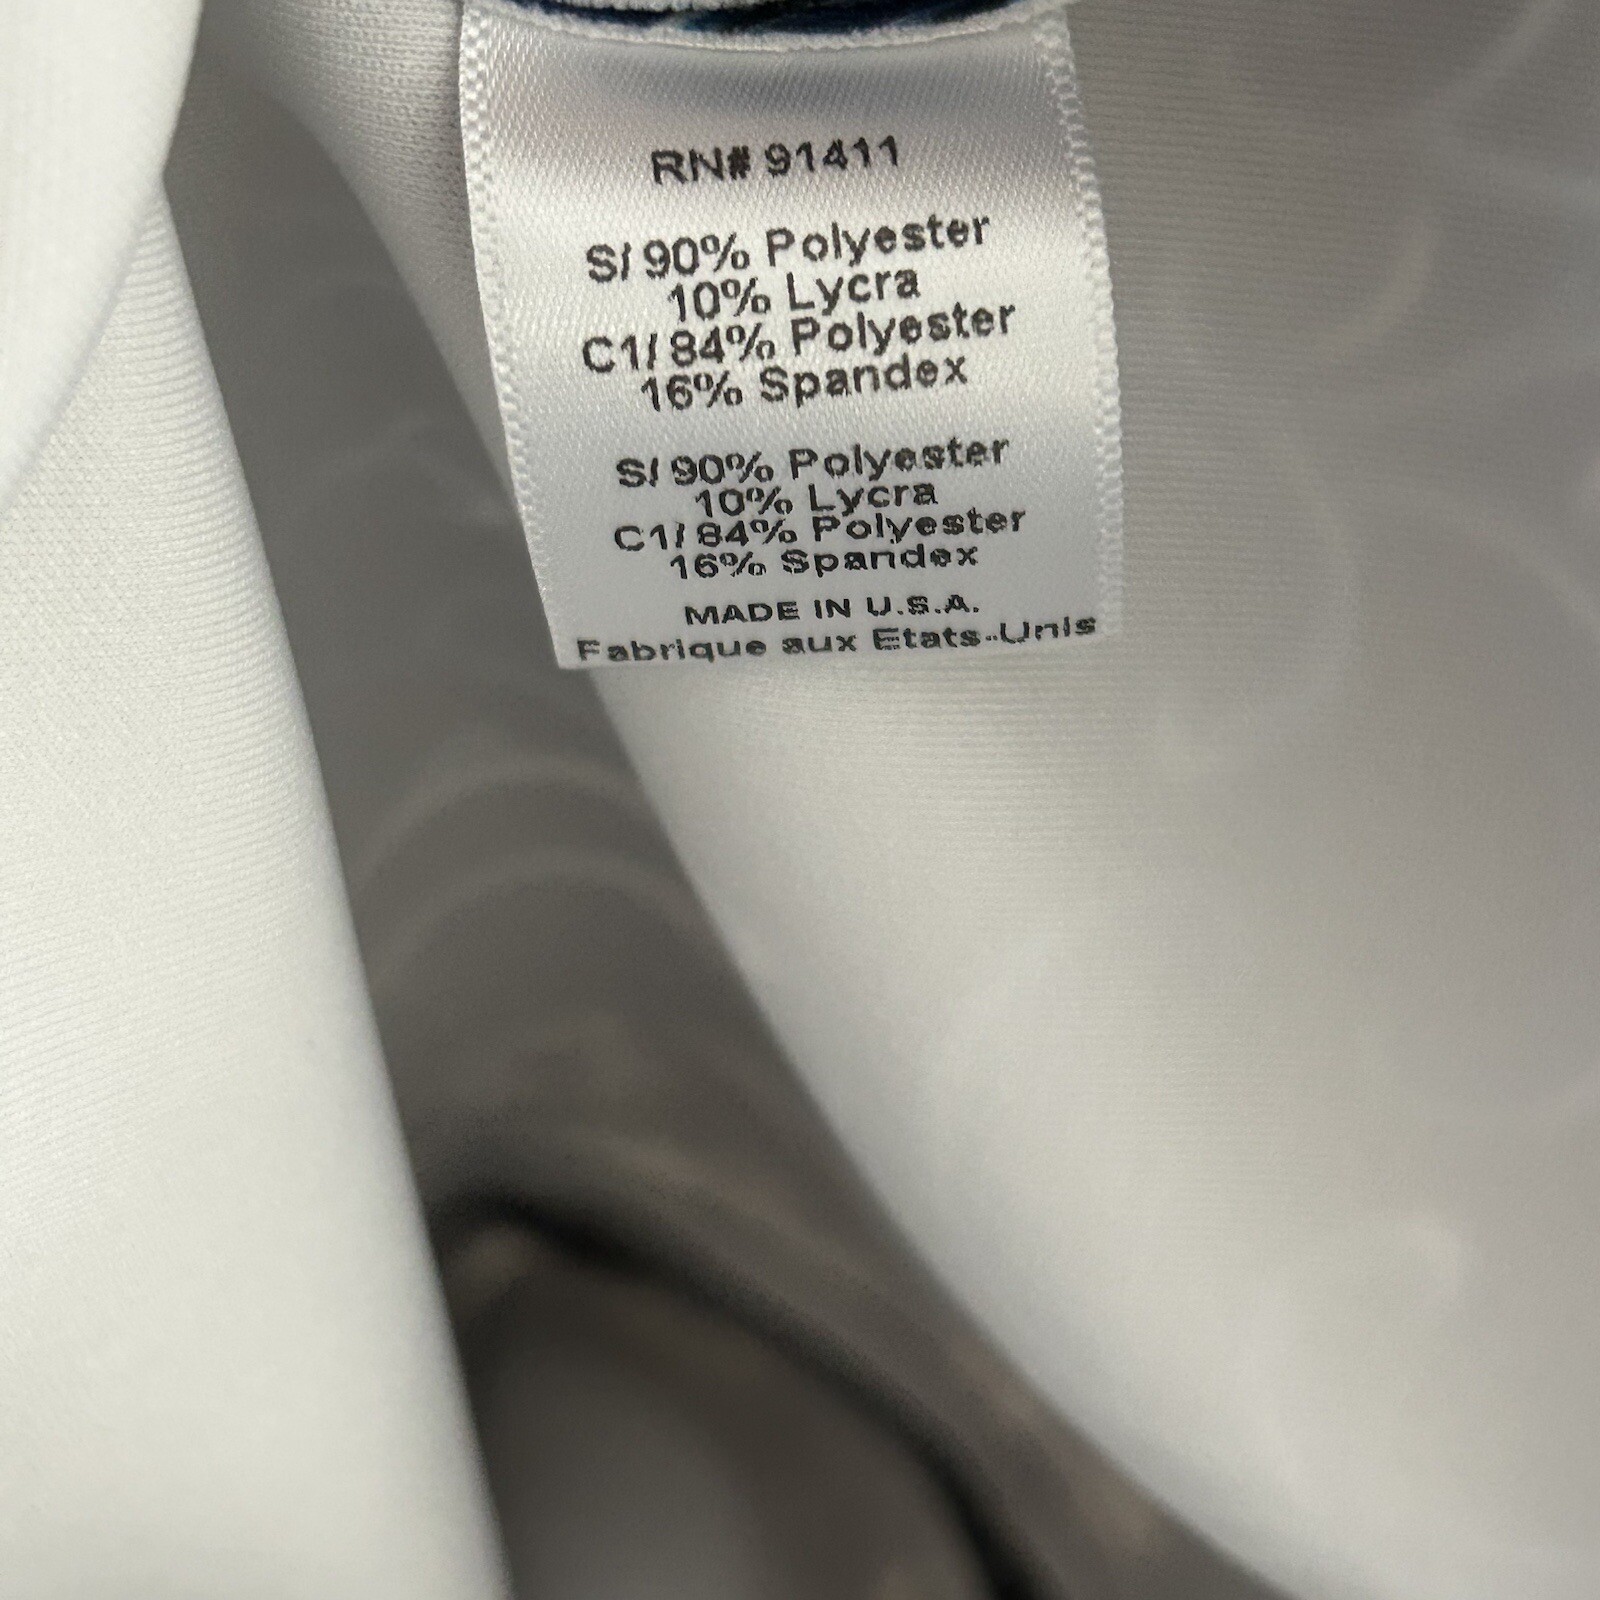 RN# 91411
S/ 90% Polyester
10% Lycra
C1/ 84% Polyester
16% Spandex
S/ 90% Polyester
10% Lycra
C1/ 84% Polyester
16% Spandex
MADE IN U.S.A.
Fabrique aux Etats-Unis